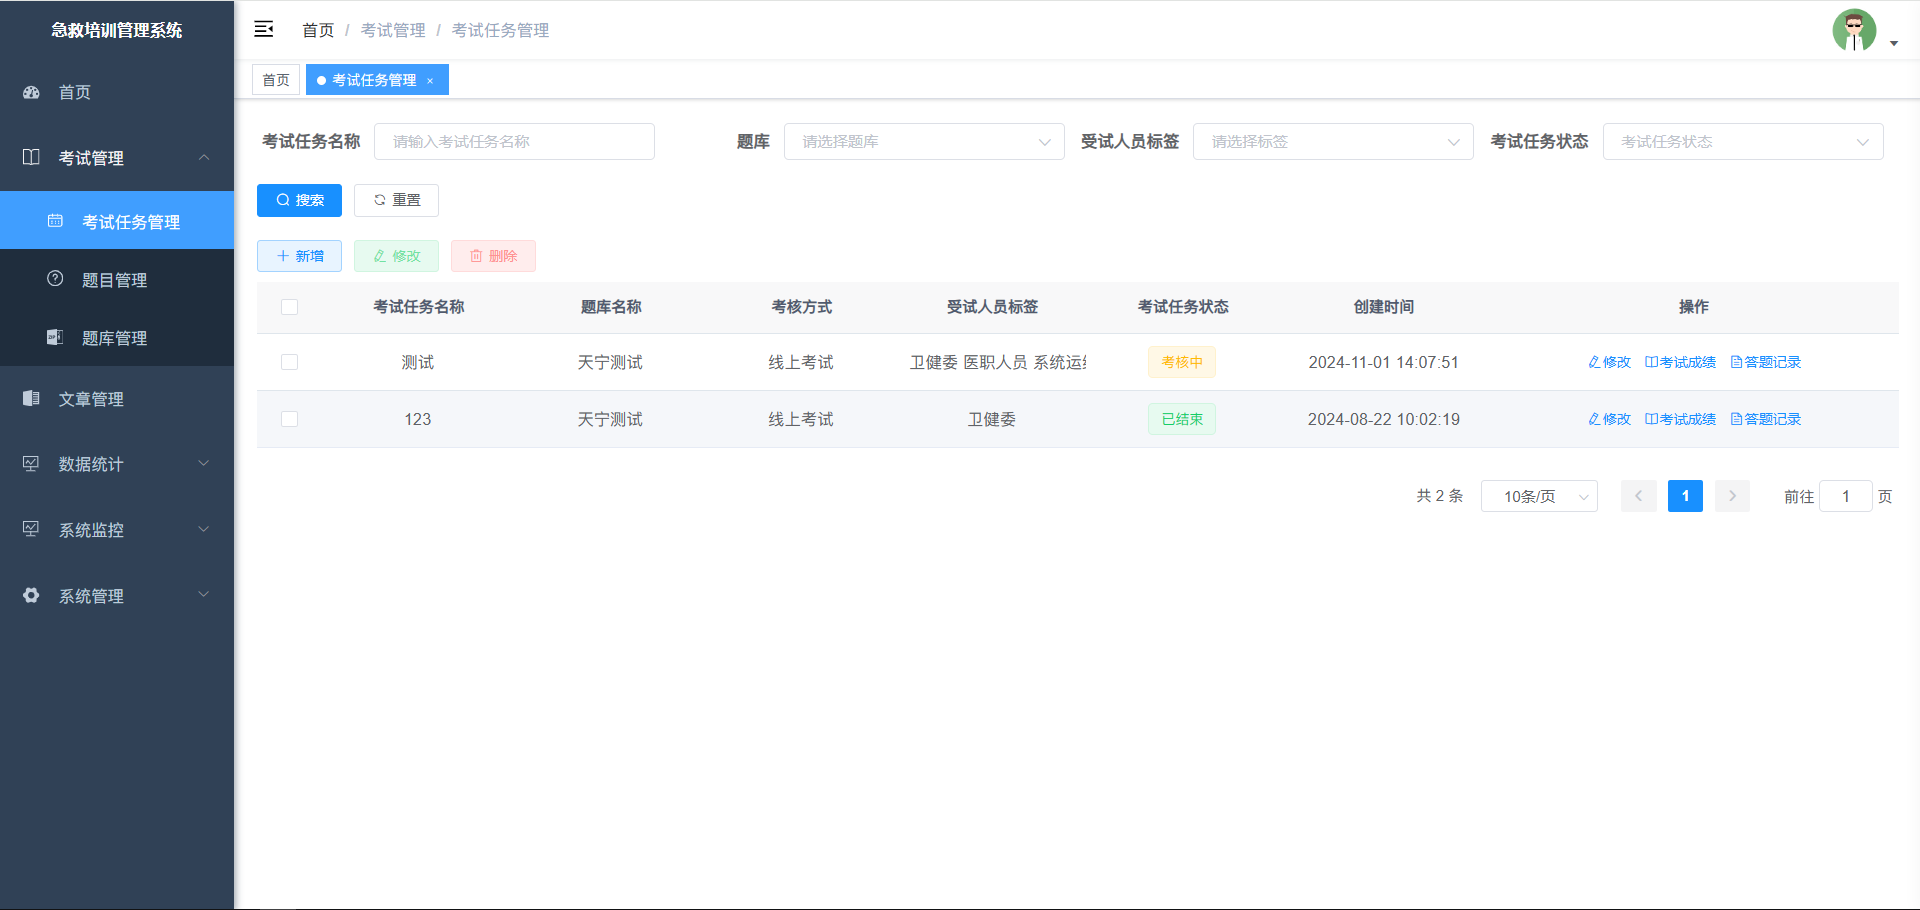 急救培训管理系统
首页
考试管理
考试任务管理
题目管理
题库管理
文章管理
数据统计
系统监控
系统管理
首页 / 考试管理 / 考试任务管理
首页 考试任务管理 ×
考试任务名称 请输入考试任务名称 题库 请选择题库 受试人员标签 请选择标签 考试任务状态 考试任务状态
搜索 重置
新增 修改 删除
考试任务名称 题库名称 考核方式 受试人员标签 考试任务状态 创建时间 操作
测试 天宁测试 线上考试 卫健委 医职人员 系统运 考核中 2024-11-01 14:07:51 修改 考试成绩 答题记录
123 天宁测试 线上考试 卫健委 已结束 2024-08-22 10:02:19 修改 考试成绩 答题记录
共 2 条 10条/页 1 前往 1 页